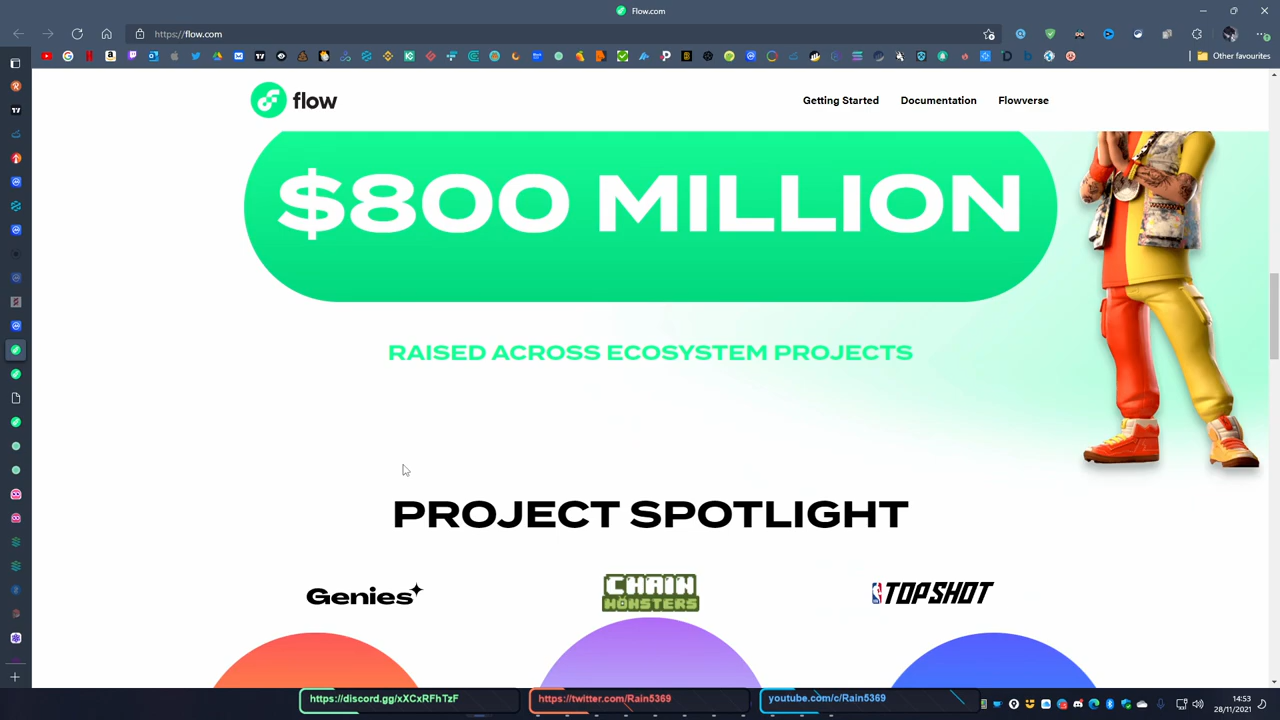 Flow.com
https://flow.com
Other favourites
flow
Getting Started
Documentation
Flowverse
$800 MILLION
RAISED ACROSS ECOSYSTEM PROJECTS
PROJECT SPOTLIGHT
Genies
CHAIN
MONSTERS
TOPSHOT
https://discord.gg/xXCxRFhTzF
https://twitter.com/Rain5369
youtube.com/c/Rain5369
14:53
28/11/2021